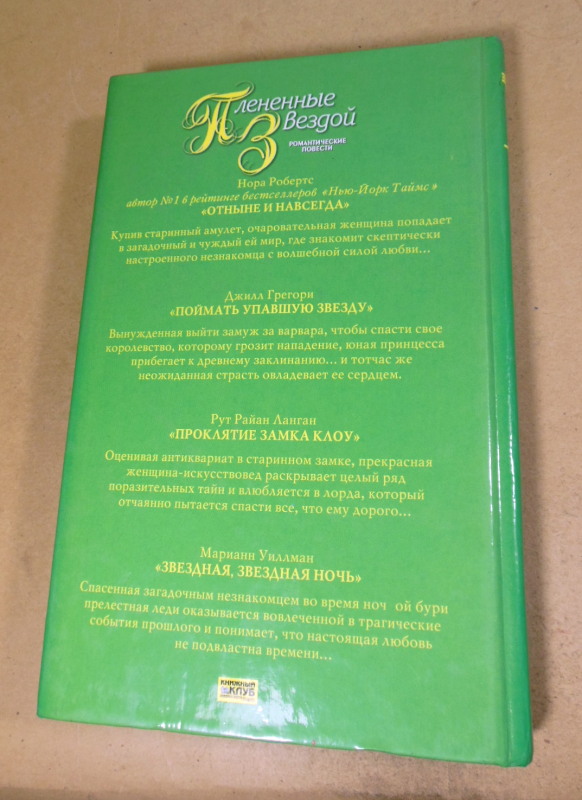 Плененные
Звездой
РОМАНТИЧЕСКИЕ
ПОВЕСТИ
Нора Робертс
автор №1 в рейтинге бестселлеров «Нью-Йорк Таймс»
«ОТНЫНЕ И НАВСЕГДА»
Купив старинный амулет, очаровательная женщина попадает
в загадочный и чуждый ей мир, где знакомит скептически
настроенного незнакомца с волшебной силой любви...
Джилл Грегори
«ПОЙМАТЬ УПАВШУЮ ЗВЕЗДУ»
Вынужденная выйти замуж за варвара, чтобы спасти свое
королевство, которому грозит нападение, юная принцесса
прибегает к древнему заклинанию... и тотчас же
неожиданная страсть овладевает ее сердцем.
Рут Райан Ланган
«ПРОКЛЯТИЕ ЗАМКА КЛОУ»
Оценивая антиквариат в старинном замке, прекрасная
женщина-искусствовед раскрывает целый ряд
поразительных тайн и влюбляется в лорда, который
отчаянно пытается спасти все, что ему дорого...
Марианн Уиллман
«ЗВЕЗДНАЯ, ЗВЕЗДНАЯ НОЧЬ»
Спасенная загадочным незнакомцем во время ноч ой бури
прелестная леди оказывается вовлеченной в трагические
события прошлого и понимает, что настоящая любовь
не подвластна времени...
КНИЖНЫЙ
КЛУБ